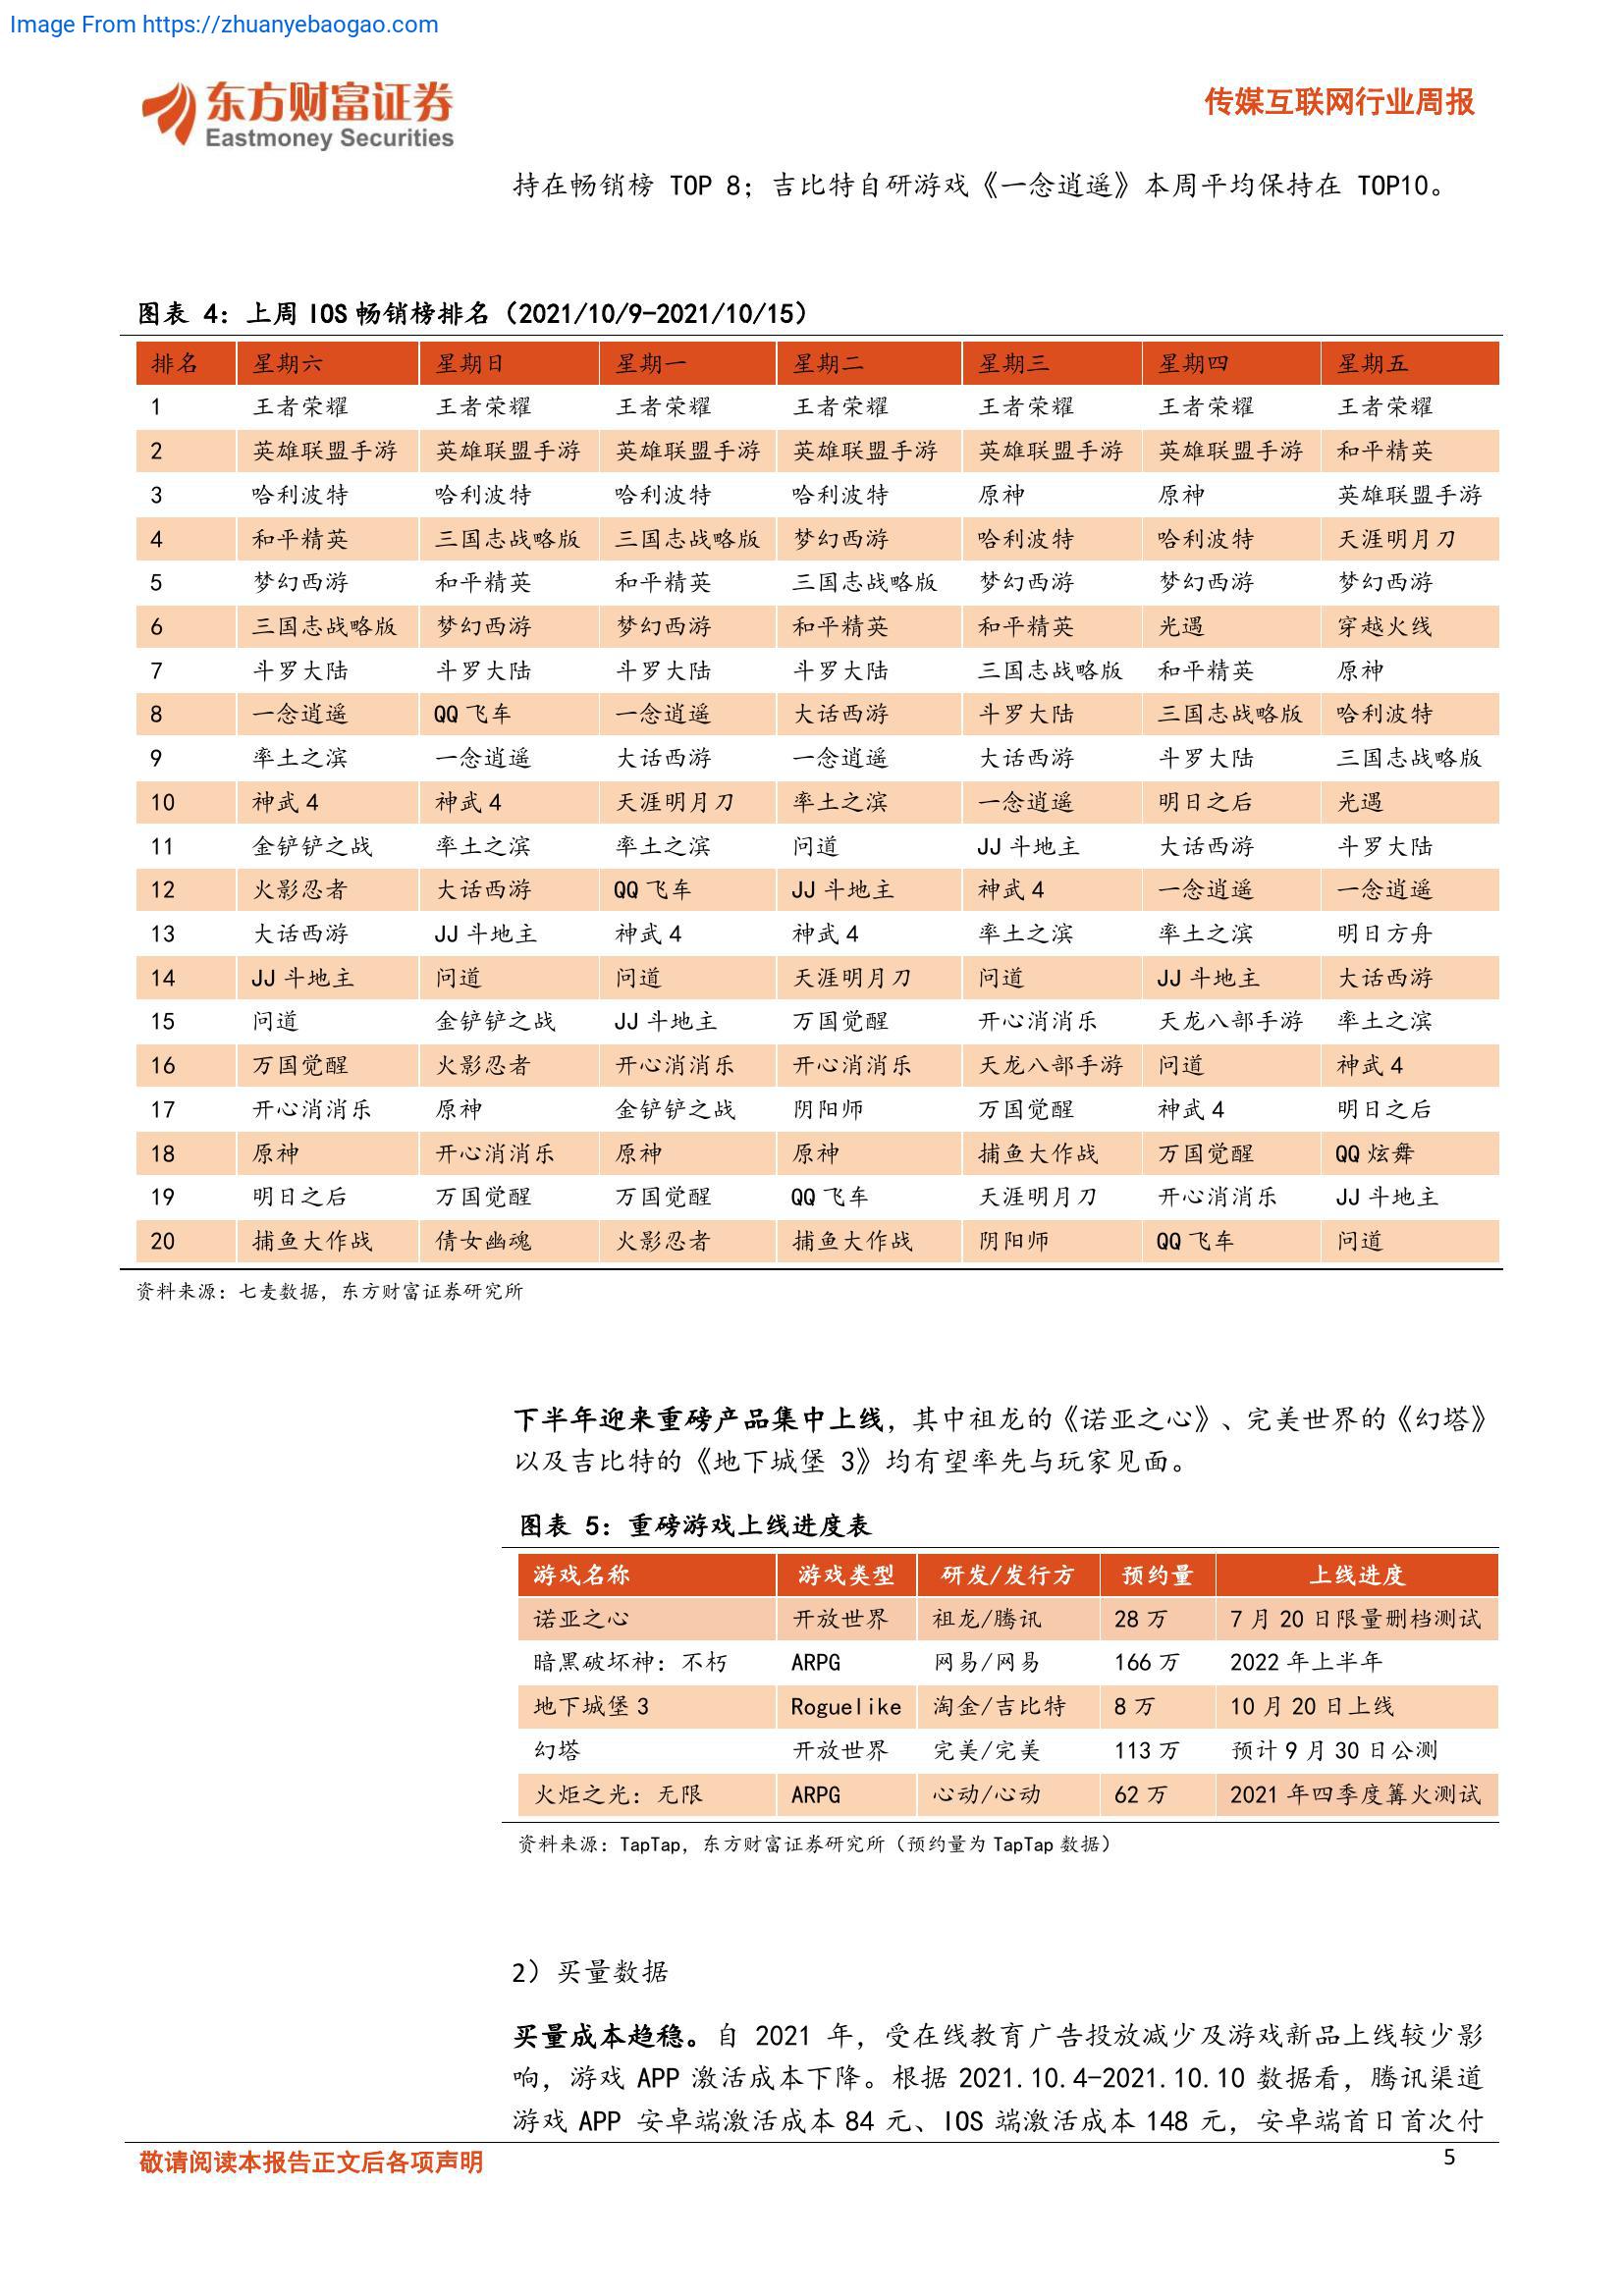 Image From https://zhuanyebaogao.com
东方财富证券
Eastmoney Securities
传媒互联网行业周报
持在畅销榜 TOP 8；吉比特自研游戏《一念逍遥》本周平均保持在 TOP10。
图表 4：上周 IOS 畅销榜排名（2021/10/9-2021/10/15）
排名 星期六 星期日 星期一 星期二 星期三 星期四 星期五
1 王者荣耀 王者荣耀 王者荣耀 王者荣耀 王者荣耀 王者荣耀 王者荣耀
2 英雄联盟手游 英雄联盟手游 英雄联盟手游 英雄联盟手游 英雄联盟手游 英雄联盟手游 和平精英
3 哈利波特 哈利波特 哈利波特 哈利波特 原神 原神 英雄联盟手游
4 和平精英 三国志战略版 三国志战略版 梦幻西游 哈利波特 哈利波特 天涯明月刀
5 梦幻西游 和平精英 和平精英 三国志战略版 梦幻西游 梦幻西游 梦幻西游
6 三国志战略版 梦幻西游 梦幻西游 和平精英 和平精英 光遇 穿越火线
7 斗罗大陆 斗罗大陆 斗罗大陆 斗罗大陆 三国志战略版 和平精英 原神
8 一念逍遥 QQ 飞车 一念逍遥 大话西游 斗罗大陆 三国志战略版 哈利波特
9 率土之滨 一念逍遥 大话西游 一念逍遥 大话西游 斗罗大陆 三国志战略版
10 神武 4 神武 4 天涯明月刀 率土之滨 一念逍遥 明日之后 光遇
11 金铲铲之战 率土之滨 率土之滨 问道 JJ 斗地主 大话西游 斗罗大陆
12 火影忍者 大话西游 QQ 飞车 JJ 斗地主 神武 4 一念逍遥 一念逍遥
13 大话西游 JJ 斗地主 神武 4 神武 4 率土之滨 率土之滨 明日方舟
14 JJ 斗地主 问道 问道 天涯明月刀 问道 JJ 斗地主 大话西游
15 问道 金铲铲之战 JJ 斗地主 万国觉醒 开心消消乐 天龙八部手游 率土之滨
16 万国觉醒 火影忍者 开心消消乐 开心消消乐 天龙八部手游 问道 神武 4
17 开心消消乐 原神 金铲铲之战 阴阳师 万国觉醒 神武 4 明日之后
18 原神 开心消消乐 原神 原神 捕鱼大作战 万国觉醒 QQ 炫舞
19 明日之后 万国觉醒 万国觉醒 QQ 飞车 天涯明月刀 开心消消乐 JJ 斗地主
20 捕鱼大作战 倩女幽魂 火影忍者 捕鱼大作战 阴阳师 QQ 飞车 问道
资料来源：七麦数据，东方财富证券研究所
下半年迎来重磅产品集中上线，其中祖龙的《诺亚之心》、完美世界的《幻塔》
以及吉比特的《地下城堡 3》均有望率先与玩家见面。
图表 5：重磅游戏上线进度表
游戏名称 游戏类型 研发/发行方 预约量 上线进度
诺亚之心 开放世界 祖龙/腾讯 28 万 7 月 20 日限量删档测试
暗黑破坏神：不朽 ARPG 网易/网易 166 万 2022 年上半年
地下城堡 3 Roguelike 淘金/吉比特 8 万 10 月 20 日上线
幻塔 开放世界 完美/完美 113 万 预计 9 月 30 日公测
火炬之光：无限 ARPG 心动/心动 62 万 2021 年四季度篝火测试
资料来源：TapTap，东方财富证券研究所（预约量为 TapTap 数据）
2）买量数据
买量成本趋稳。自 2021 年，受在线教育广告投放减少及游戏新品上线较少影
响，游戏 APP 激活成本下降。根据 2021.10.4-2021.10.10 数据看，腾讯渠道
游戏 APP 安卓端激活成本 84 元、IOS 端激活成本 148 元，安卓端首日首次付
敬请阅读本报告正文后各项声明
5